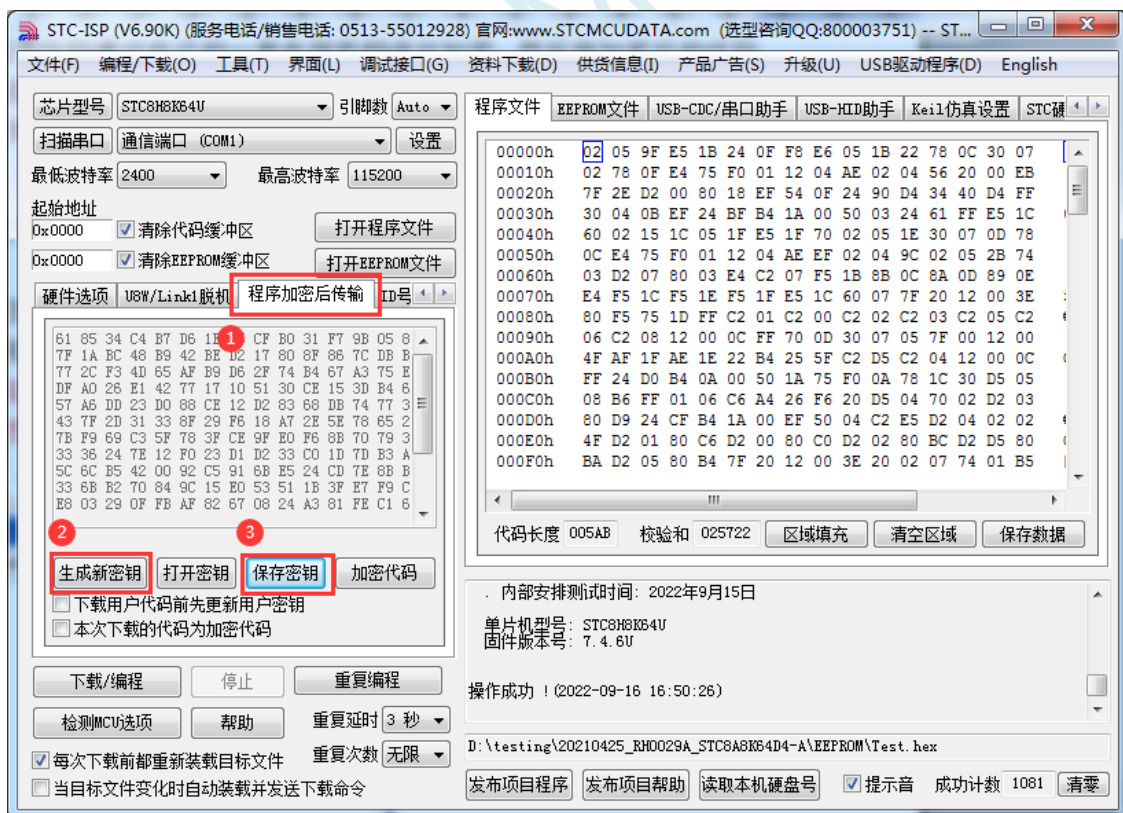 STC-ISP (V6.90K) (服务电话/销售电话: 0513-55012928) 官网:www.STCMCUDATA.com (选型咨询QQ:800003751) -- ST...
文件(F) 编程/下载(O) 工具(T) 界面(L) 调试接口(G) 资料下载(D) 供货信息(I) 产品广告(S) 升级(U) USB驱动程序(D) English
芯片型号 STC8H8K64U 引脚数 Auto
扫描串口 通信端口 (COM1) 设置
最低波特率 2400 最高波特率 115200
起始地址
0x0000 清除代码缓冲区 打开程序文件
0x0000 清除EEPROM缓冲区 打开EEPROM文件
硬件选项 U8W/Link1脱机 程序加密后传输 ID号
1
61 85 34 C4 B7 D6 CF B0 31 F7 9B 05 8
7F 1A BC 48 B9 42 BE D2 17 80 8F 86 7C DB B
77 2C F3 4D 65 AF B9 D6 2F 74 B4 67 A3 75 E
DF A0 26 E1 42 77 17 10 51 30 CE 15 3D B4 6
57 A6 DD 23 D0 88 CE 12 D2 83 68 DB 74 77 3
43 7F 2D 31 33 8F 29 F6 18 A7 2E 5E 78 65 2
7B F9 69 C3 5F 78 3F CE 9F E0 F6 8B 70 79 3
33 36 24 7E 12 F0 23 D1 D2 33 C0 1D 7D B3 A
5C 6C B5 42 00 92 C5 91 6B E5 24 CD 7E 8B B
33 6B B2 70 84 9C 15 E0 53 51 1B 3F E7 F9 C
E8 03 29 0F FB AF 82 67 08 24 A3 81 FE C1 6
2 3
生成新密钥 打开密钥 保存密钥 加密代码
下载用户代码前先更新用户密钥
本次下载的代码为加密代码
下载/编程 停止 重复编程
检测MCU选项 帮助 重复延时 3 秒
每次下载前都重新装载目标文件 重复次数 无限
当目标文件变化时自动装载并发送下载命令
程序文件 EEPROM文件 USB-CDC/串口助手 USB-HID助手 Keil仿真设置
00000h 02 05 9F E5 1B 24 0F F8 E6 05 1B 22 78 0C 30 07
00010h 02 78 0F E4 75 F0 01 12 04 AE 02 04 56 20 00 EB
00020h 7F 2E D2 00 80 18 EF 54 0F 24 90 D4 34 40 D4 FF
00030h 30 04 0B EF 24 BF B4 1A 00 50 03 24 61 FF E5 1C
00040h 60 02 15 1C 05 1F E5 1F 70 02 05 1E 30 07 0D 78
00050h 0C E4 75 F0 01 12 04 AE EF 02 04 9C 02 05 2B 74
00060h 03 D2 07 80 03 E4 C2 07 F5 1B 8B 0C 8A 0D 89 0E
00070h E4 F5 1C F5 1E F5 1F E5 1C 60 07 7F 20 12 00 3E
00080h 80 F5 75 1D FF C2 01 C2 00 C2 02 C2 03 C2 05 C2
00090h 06 C2 08 12 00 0C FF 70 0D 30 07 05 7F 00 12 00
000A0h 4F AF 1F AE 1E 22 B4 25 5F C2 D5 C2 04 12 00 0C
000B0h FF 24 D0 B4 0A 00 50 1A 75 F0 0A 78 1C 30 D5 05
000C0h 08 B6 FF 01 06 C6 A4 26 F6 20 D5 04 70 02 D2 03
000D0h 80 D9 24 CF B4 1A 00 EF 50 04 C2 E5 D2 04 02 02
000E0h 4F D2 01 80 C6 D2 00 80 C0 D2 02 80 BC D2 D5 80
000F0h BA D2 05 80 B4 7F 20 12 00 3E 20 02 07 74 01 B5
代码长度 005AB 校验和 025722 区域填充 清空区域 保存数据
. 内部安排测试时间: 2022年9月15日
单片机型号: STC8H8K64U
固件版本号: 7.4.6U
操作成功 !(2022-09-16 16:50:26)
D:\testing\20210425_RH0029A_STC8A8K64D4-A\EEPROM\Test.hex
发布项目程序 发布项目帮助 读取本机硬盘号 提示音 成功计数 1081 清零